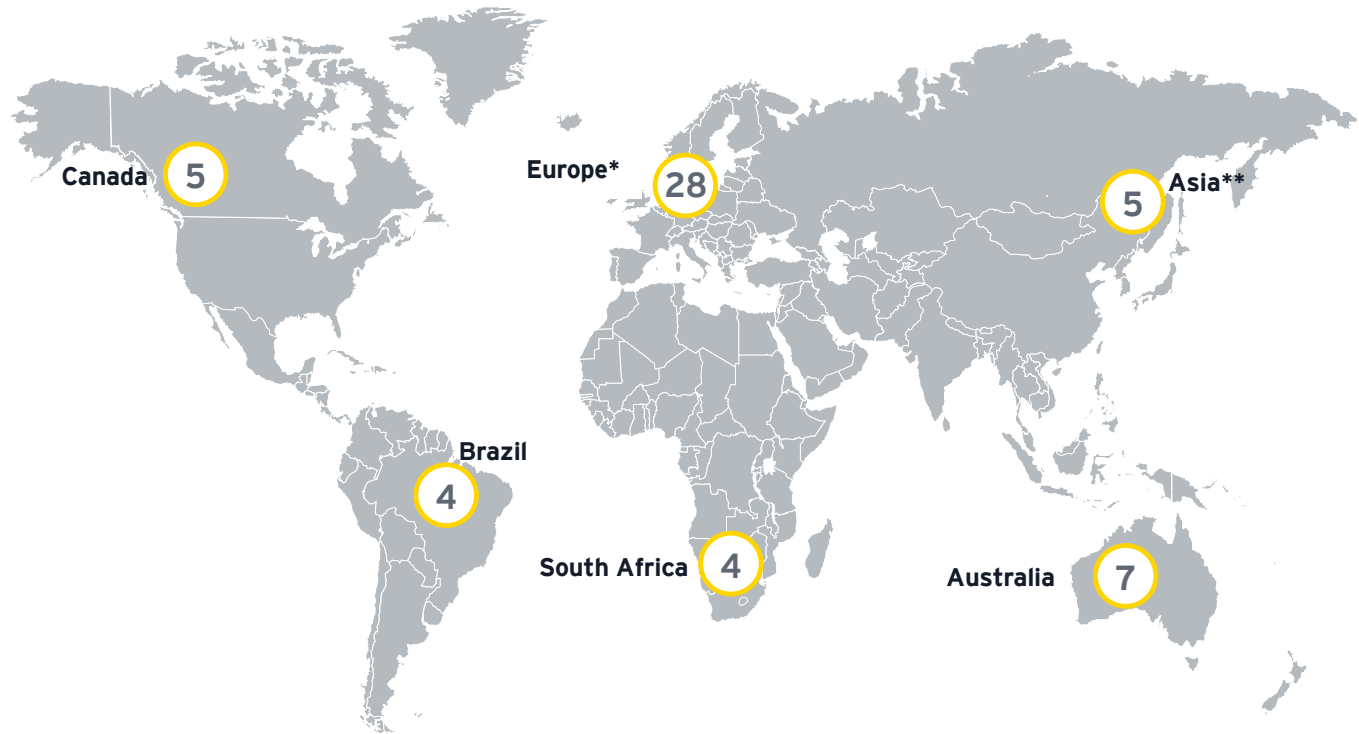 Canada 5
Europe* 28
Asia** 5
Brazil
4
South Africa 4
Australia 7